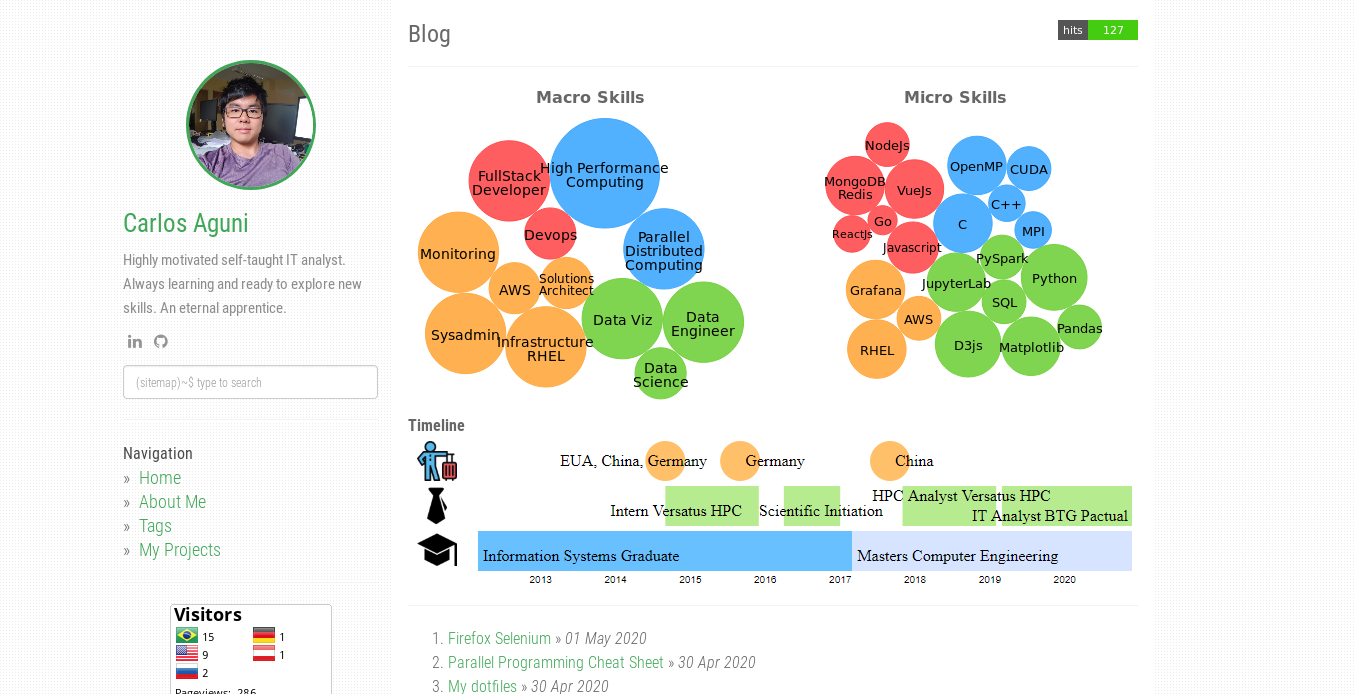 Blog
hits 127
Carlos Aguni
Highly motivated self-taught IT analyst.
Always learning and ready to explore new
skills. An eternal apprentice.
(sitemap)~$ type to search
Navigation
» Home
» About Me
» Tags
» My Projects
Visitors
15 1
9 1
2
Pageviews: 286
Macro Skills
FullStack
Developer
High Performance
Computing
Devops
Parallel
Distributed
Computing
Monitoring
AWS
Solutions
Architect
Sysadmin
Infrastructure
RHEL
Data Viz
Data
Engineer
Data
Science
Micro Skills
NodeJs
MongoDB
Redis
VueJs
Go
ReactJs
Javascript
OpenMP
CUDA
C++
C
MPI
PySpark
JupyterLab
Python
SQL
Grafana
AWS
RHEL
D3js
Matplotlib
Pandas
Timeline
EUA, China, Germany
Germany
China
Intern Versatus HPC
Scientific Initiation
HPC Analyst Versatus HPC
IT Analyst BTG Pactual
Information Systems Graduate
Masters Computer Engineering
2013 2014 2015 2016 2017 2018 2019 2020
1. Firefox Selenium » 01 May 2020
2. Parallel Programming Cheat Sheet » 30 Apr 2020
3. My dotfiles » 30 Apr 2020